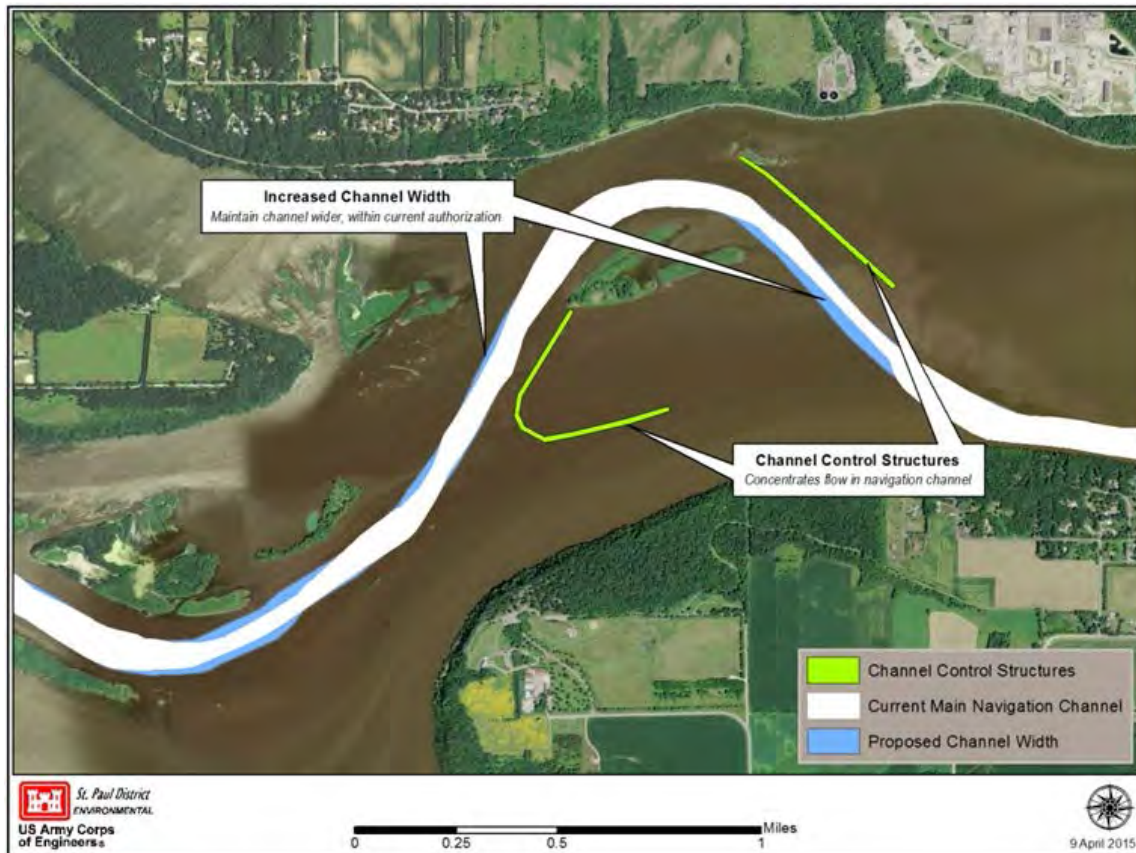 Increased Channel Width
Maintain channel wider, within current authorization
Channel Control Structures
Concentrates flow in navigation channel
Channel Control Structures
Current Main Navigation Channel
Proposed Channel Width
St. Paul District
ENVIRONMENTAL
US Army Corps
of Engineers®
Miles
0 0.25 0.5 1
9 April 2015